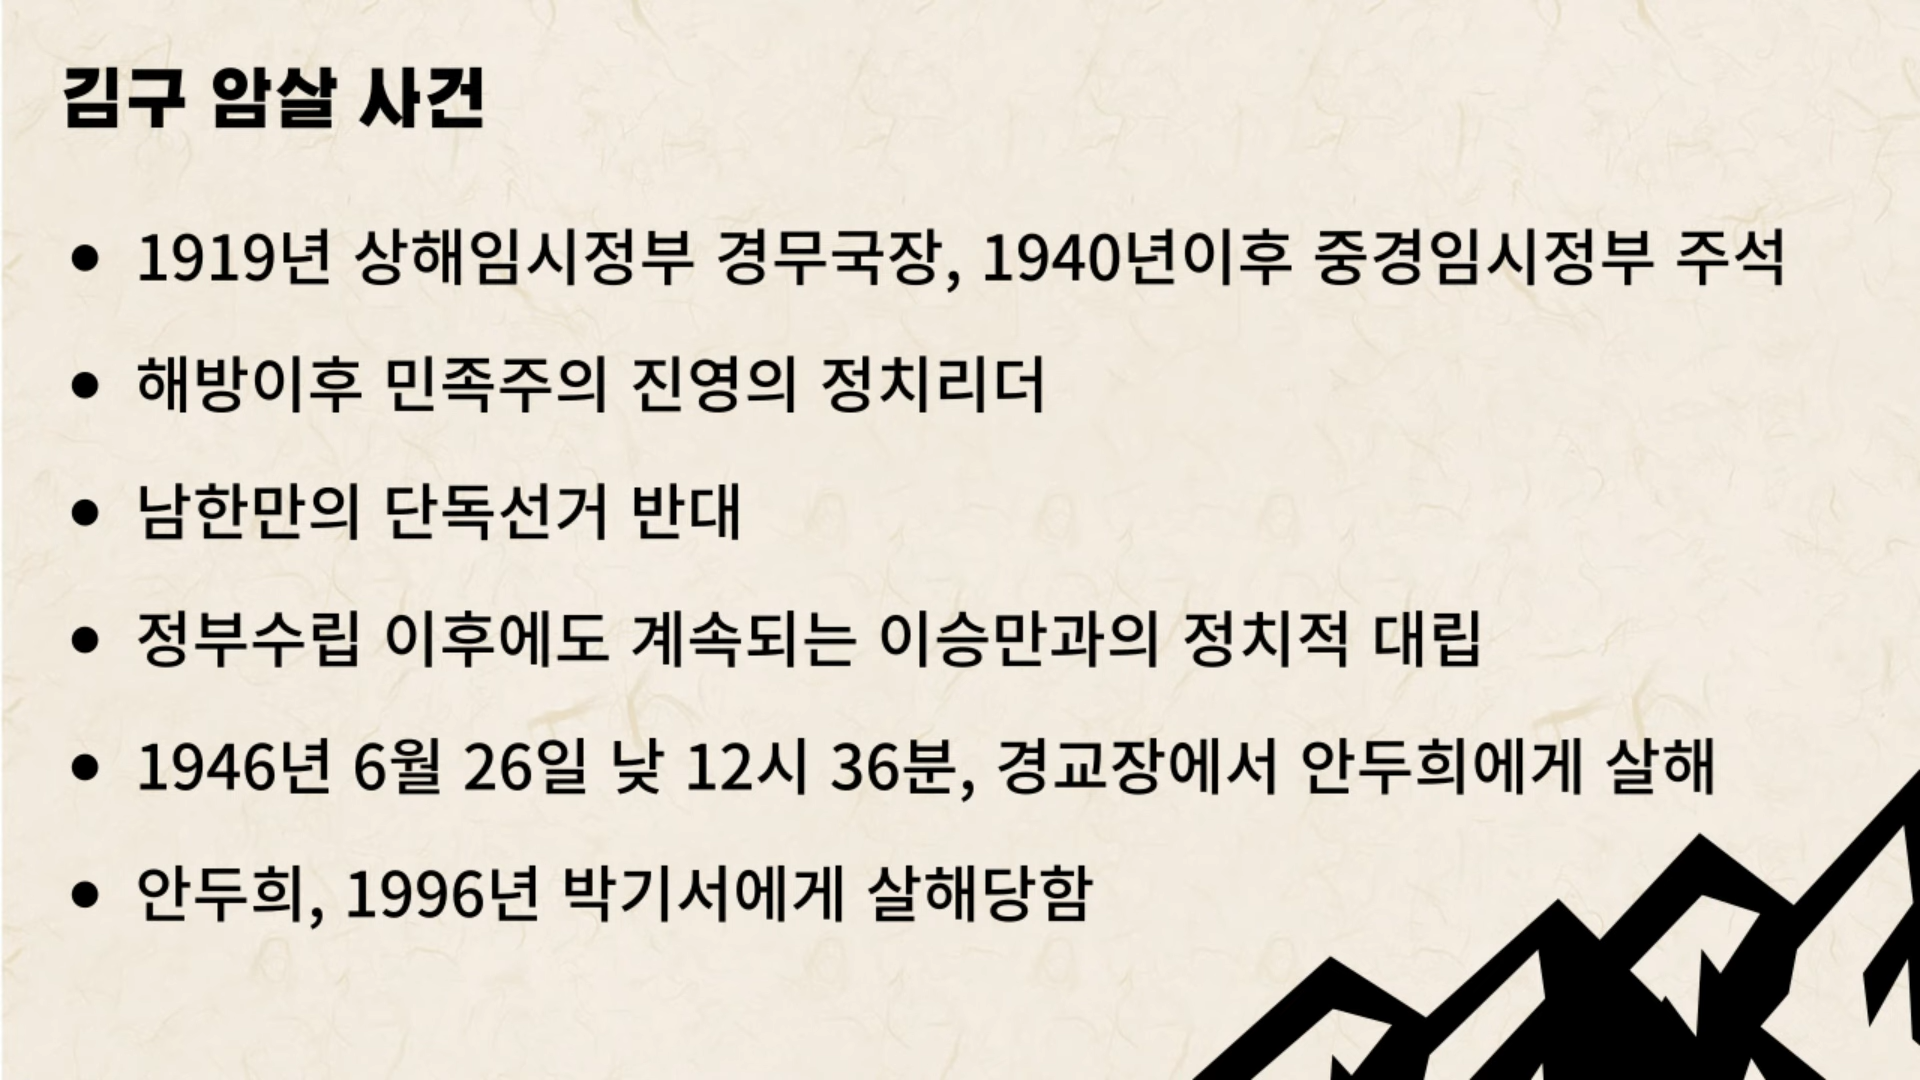 김구 암살 사건
● 1919년 상해임시정부 경무국장, 1940년이후 중경임시정부 주석
● 해방이후 민족주의 진영의 정치리더
● 남한만의 단독선거 반대
● 정부수립 이후에도 계속되는 이승만과의 정치적 대립
● 1946년 6월 26일 낮 12시 36분, 경교장에서 안두희에게 살해
● 안두희, 1996년 박기서에게 살해당함